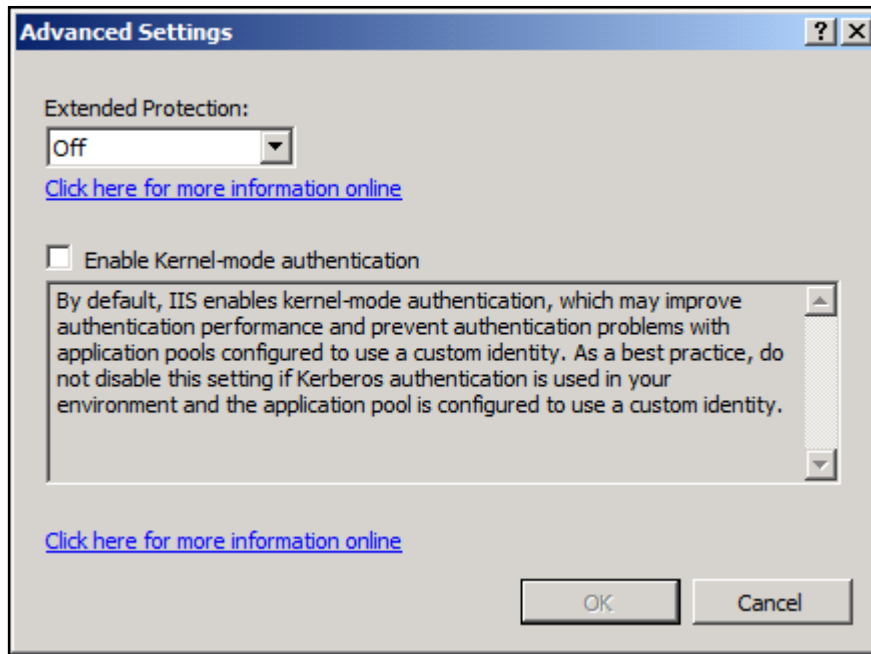 Advanced Settings
Extended Protection:
Off
Click here for more information online
Enable Kernel-mode authentication
By default, IIS enables kernel-mode authentication, which may improve
authentication performance and prevent authentication problems with
application pools configured to use a custom identity. As a best practice, do
not disable this setting if Kerberos authentication is used in your
environment and the application pool is configured to use a custom identity.
Click here for more information online
OK
Cancel